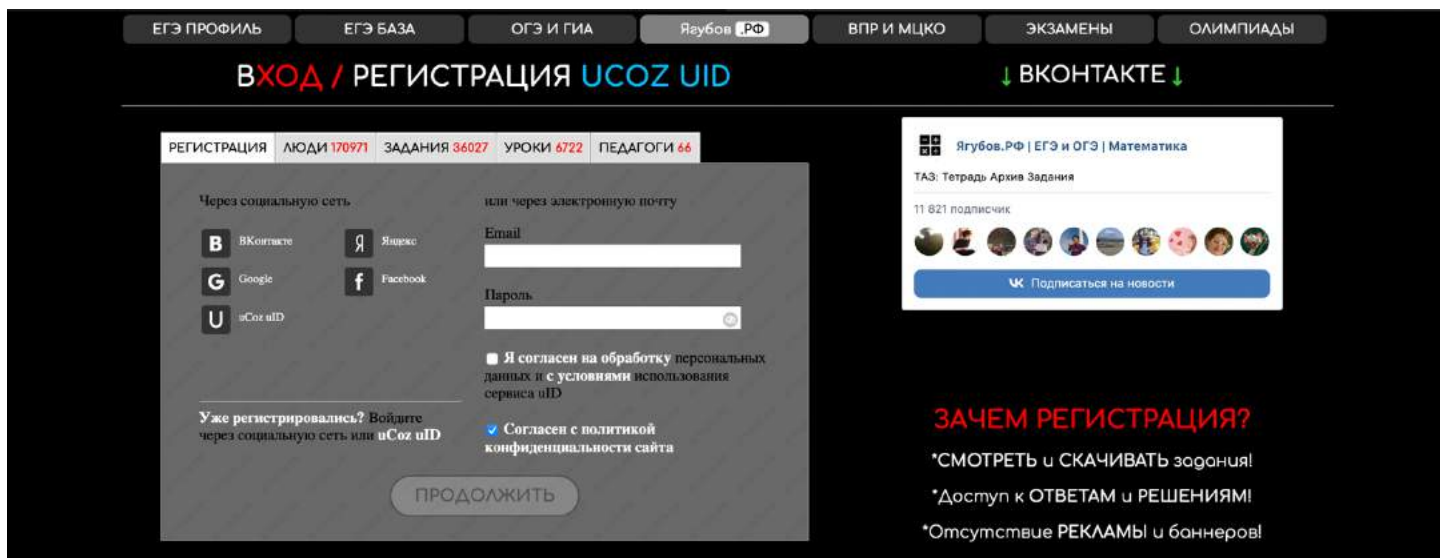 ЕГЭ ПРОФИЛЬ ЕГЭ БАЗА ОГЭ И ГИА Ягубов .РФ ВПР И МЦКО ЭКЗАМЕНЫ ОЛИМПИАДЫ
ВХОД / РЕГИСТРАЦИЯ UCOZ UID
↓ ВКОНТАКТЕ ↓
РЕГИСТРАЦИЯ ЛЮДИ 170971 ЗАДАНИЯ 36027 УРОКИ 6722 ПЕДАГОГИ 66
Через социальную сеть
B ВКонтакте Я Яндекс
G Google f Facebook
U uCoz uID
Уже регистрировались? Войдите
через социальную сеть или uCoz uID
или через электронную почту
Email
Пароль
Я согласен на обработку персональных
данных и с условиями использования
сервиса uID
Согласен с политикой
конфиденциальности сайта
ПРОДОЛЖИТЬ
Ягубов.РФ | ЕГЭ и ОГЭ | Математика
ТАЗ: Тетрадь Архив Задания
11 821 подписчик
Подписаться на новости
ЗАЧЕМ РЕГИСТРАЦИЯ?
*СМОТРЕТЬ и СКАЧИВАТЬ задания!
*Доступ к ОТВЕТАМ и РЕШЕНИЯМ!
*Отсутствие РЕКЛАМЫ и баннеров!